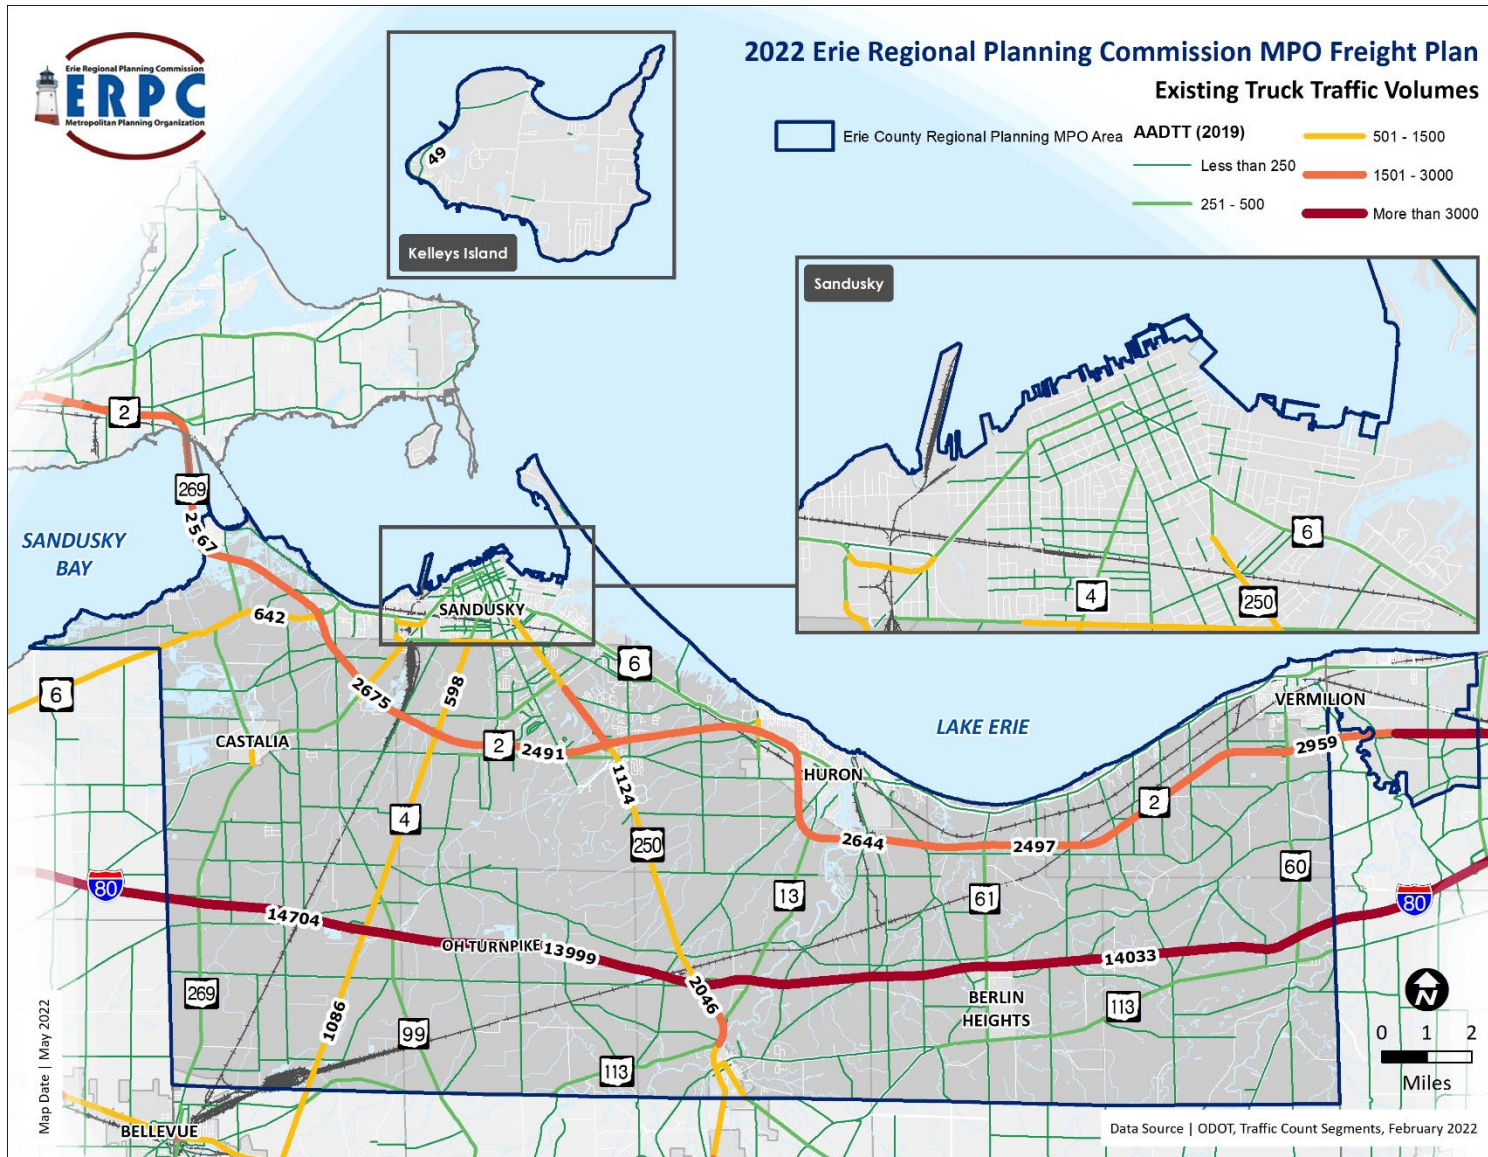 Erie Regional Planning Commission
ERPC
Metropolitan Planning Organization
2022 Erie Regional Planning Commission MPO Freight Plan
Existing Truck Traffic Volumes
Erie County Regional Planning MPO Area
AADTT (2019)
Less than 250
251 - 500
501 - 1500
1501 - 3000
More than 3000
49
Kelleys Island
Sandusky
6
4
250
2
269
2567
SANDUSKY
BAY
642
SANDUSKY
6
6
2675
598
CASTALIA
2
2491
1124
LAKE ERIE
VERMILION
2959
HURON
2
4
250
2644
2497
60
80
13
61
80
14704
OH TURNPIKE
13999
14033
269
2046
BERLIN
HEIGHTS
113
1086
99
113
N
0 1 2
Miles
BELLEVUE
Map Date | May 2022
Data Source | ODOT, Traffic Count Segments, February 2022